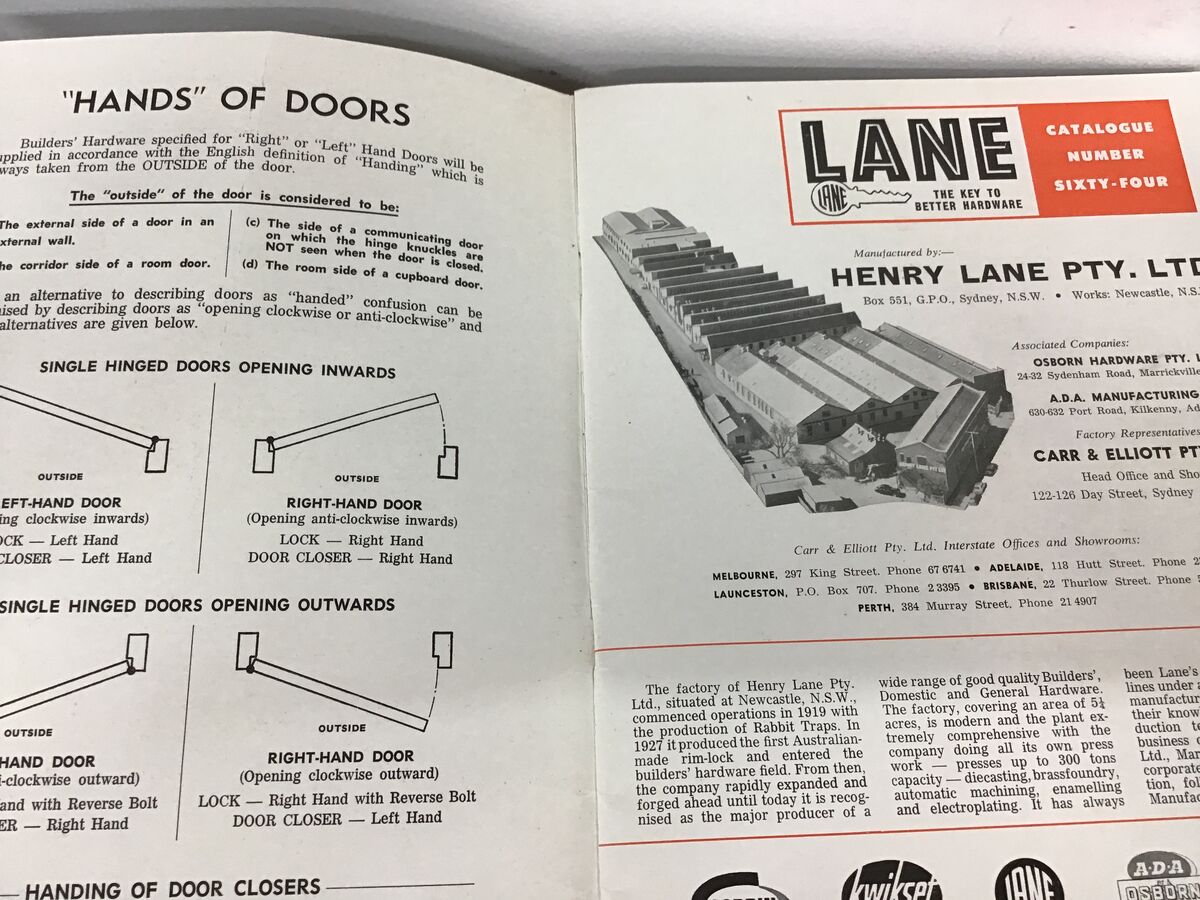 "HANDS" OF DOORS
Builders' Hardware specified for "Right" or "Left" Hand Doors will be
supplied in accordance with the English definition of "Handing" which is
always taken from the OUTSIDE of the door.
The "outside" of the door is considered to be:
The external side of a door in an
external wall.
The corridor side of a room door.
(c) The side of a communicating door
on which the hinge knuckles are
NOT seen when the door is closed.
(d) The room side of a cupboard door.
an alternative to describing doors as "handed" confusion can be
by describing doors as "opening clockwise or anti-clockwise" and
alternatives are given below.
SINGLE HINGED DOORS OPENING INWARDS
OUTSIDE
LEFT-HAND DOOR
(Opening clockwise inwards)
LOCK — Left Hand
CLOSER — Left Hand
OUTSIDE
RIGHT-HAND DOOR
(Opening anti-clockwise inwards)
LOCK — Right Hand
DOOR CLOSER — Right Hand
SINGLE HINGED DOORS OPENING OUTWARDS
OUTSIDE
HAND DOOR
-clockwise outward)
and with Reverse Bolt
ER — Right Hand
OUTSIDE
RIGHT-HAND DOOR
(Opening clockwise outward)
LOCK — Right Hand with Reverse Bolt
DOOR CLOSER — Left Hand
HANDING OF DOOR CLOSERS
LANE
LANE
THE KEY TO
BETTER HARDWARE
CATALOGUE
NUMBER
SIXTY-FOUR
Manufactured by:—
HENRY LANE PTY. LTD
Box 551, G.P.O., Sydney, N.S.W. • Works: Newcastle, N.S.
Associated Companies:
OSBORN HARDWARE PTY. L
24-32 Sydenham Road, Marrickville
A.D.A. MANUFACTURING
630-632 Port Road, Kilkenny, Ad
Factory Representatives
CARR & ELLIOTT PTY
Head Office and Sho
122-126 Day Street, Sydney
Carr & Elliott Pty. Ltd. Interstate Offices and Showrooms:
MELBOURNE, 297 King Street. Phone 67 6741 • ADELAIDE, 118 Hutt Street. Phone
LAUNCESTON, P.O. Box 707. Phone 2 3395 • BRISBANE, 22 Thurlow Street. Phone
PERTH, 384 Murray Street, Phone 21 4907
The factory of Henry Lane Pty.
Ltd., situated at Newcastle, N.S.W.,
commenced operations in 1919 with
the production of Rabbit Traps. In
1927 it produced the first Australian-
made rim-lock and entered the
builders' hardware field. From then,
the company rapidly expanded and
forged ahead until today it is recog-
nised as the major producer of a
wide range of good quality Builders',
Domestic and General Hardware.
The factory, covering an area of 5¼
acres, is modern and the plant ex-
tremely comprehensive with the
company doing all its own press
work — presses up to 300 tons
capacity — diecasting, brassfoundry,
automatic machining, enamelling
and electroplating. It has always
been Lane's
lines under
manufactur
their know
duction te
business
Ltd., Man
corporate
tion, fol
Manufac
kwikset
LANE
A·D·A
OSBORN